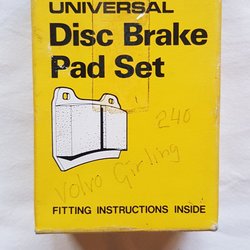 UNIVERSAL
Disc Brake
Pad Set
240
Volvo Girling
FITTING INSTRUCTIONS INSIDE